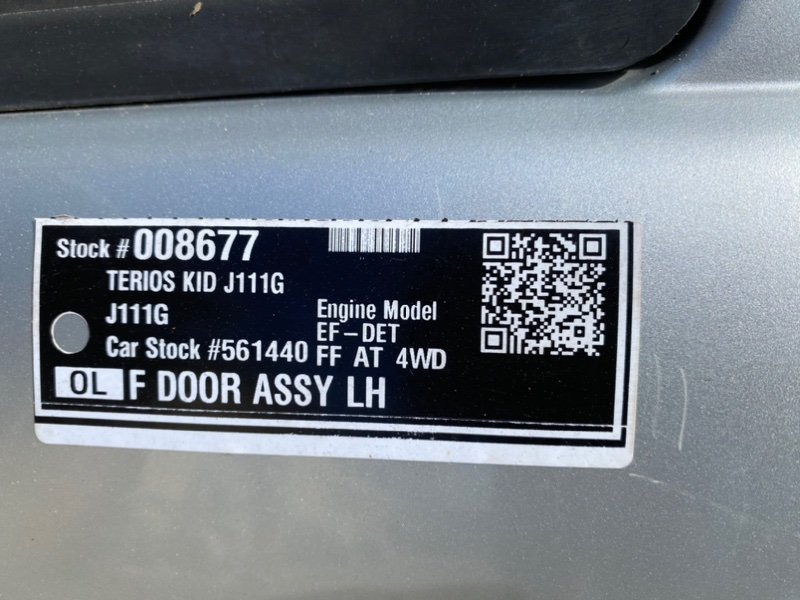 Stock # 008677
TERIOS KID J111G
J111G
Engine Model
EF-DET
Car Stock #561440 FF AT 4WD
OL F DOOR ASSY LH